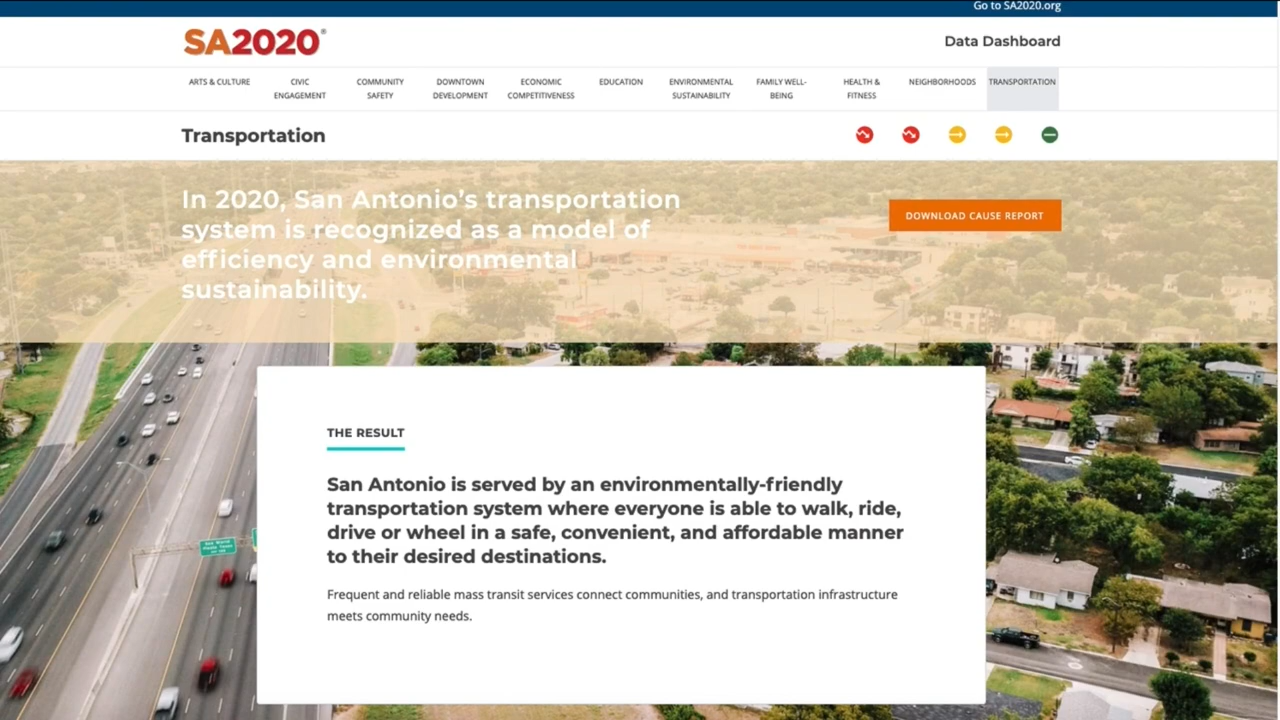 Go to SA2020.org
SA2020®
Data Dashboard
ARTS & CULTURE
CIVIC
ENGAGEMENT
COMMUNITY
SAFETY
DOWNTOWN
DEVELOPMENT
ECONOMIC
COMPETITIVENESS
EDUCATION
ENVIRONMENTAL
SUSTAINABILITY
FAMILY WELL-
BEING
HEALTH &
FITNESS
NEIGHBORHOODS
TRANSPORTATION
Transportation
In 2020, San Antonio’s transportation
system is recognized as a model of
efficiency and environmental
sustainability.
DOWNLOAD CAUSE REPORT
THE RESULT
San Antonio is served by an environmentally-friendly
transportation system where everyone is able to walk, ride,
drive or wheel in a safe, convenient, and affordable manner
to their desired destinations.
Frequent and reliable mass transit services connect communities, and transportation infrastructure
meets community needs.